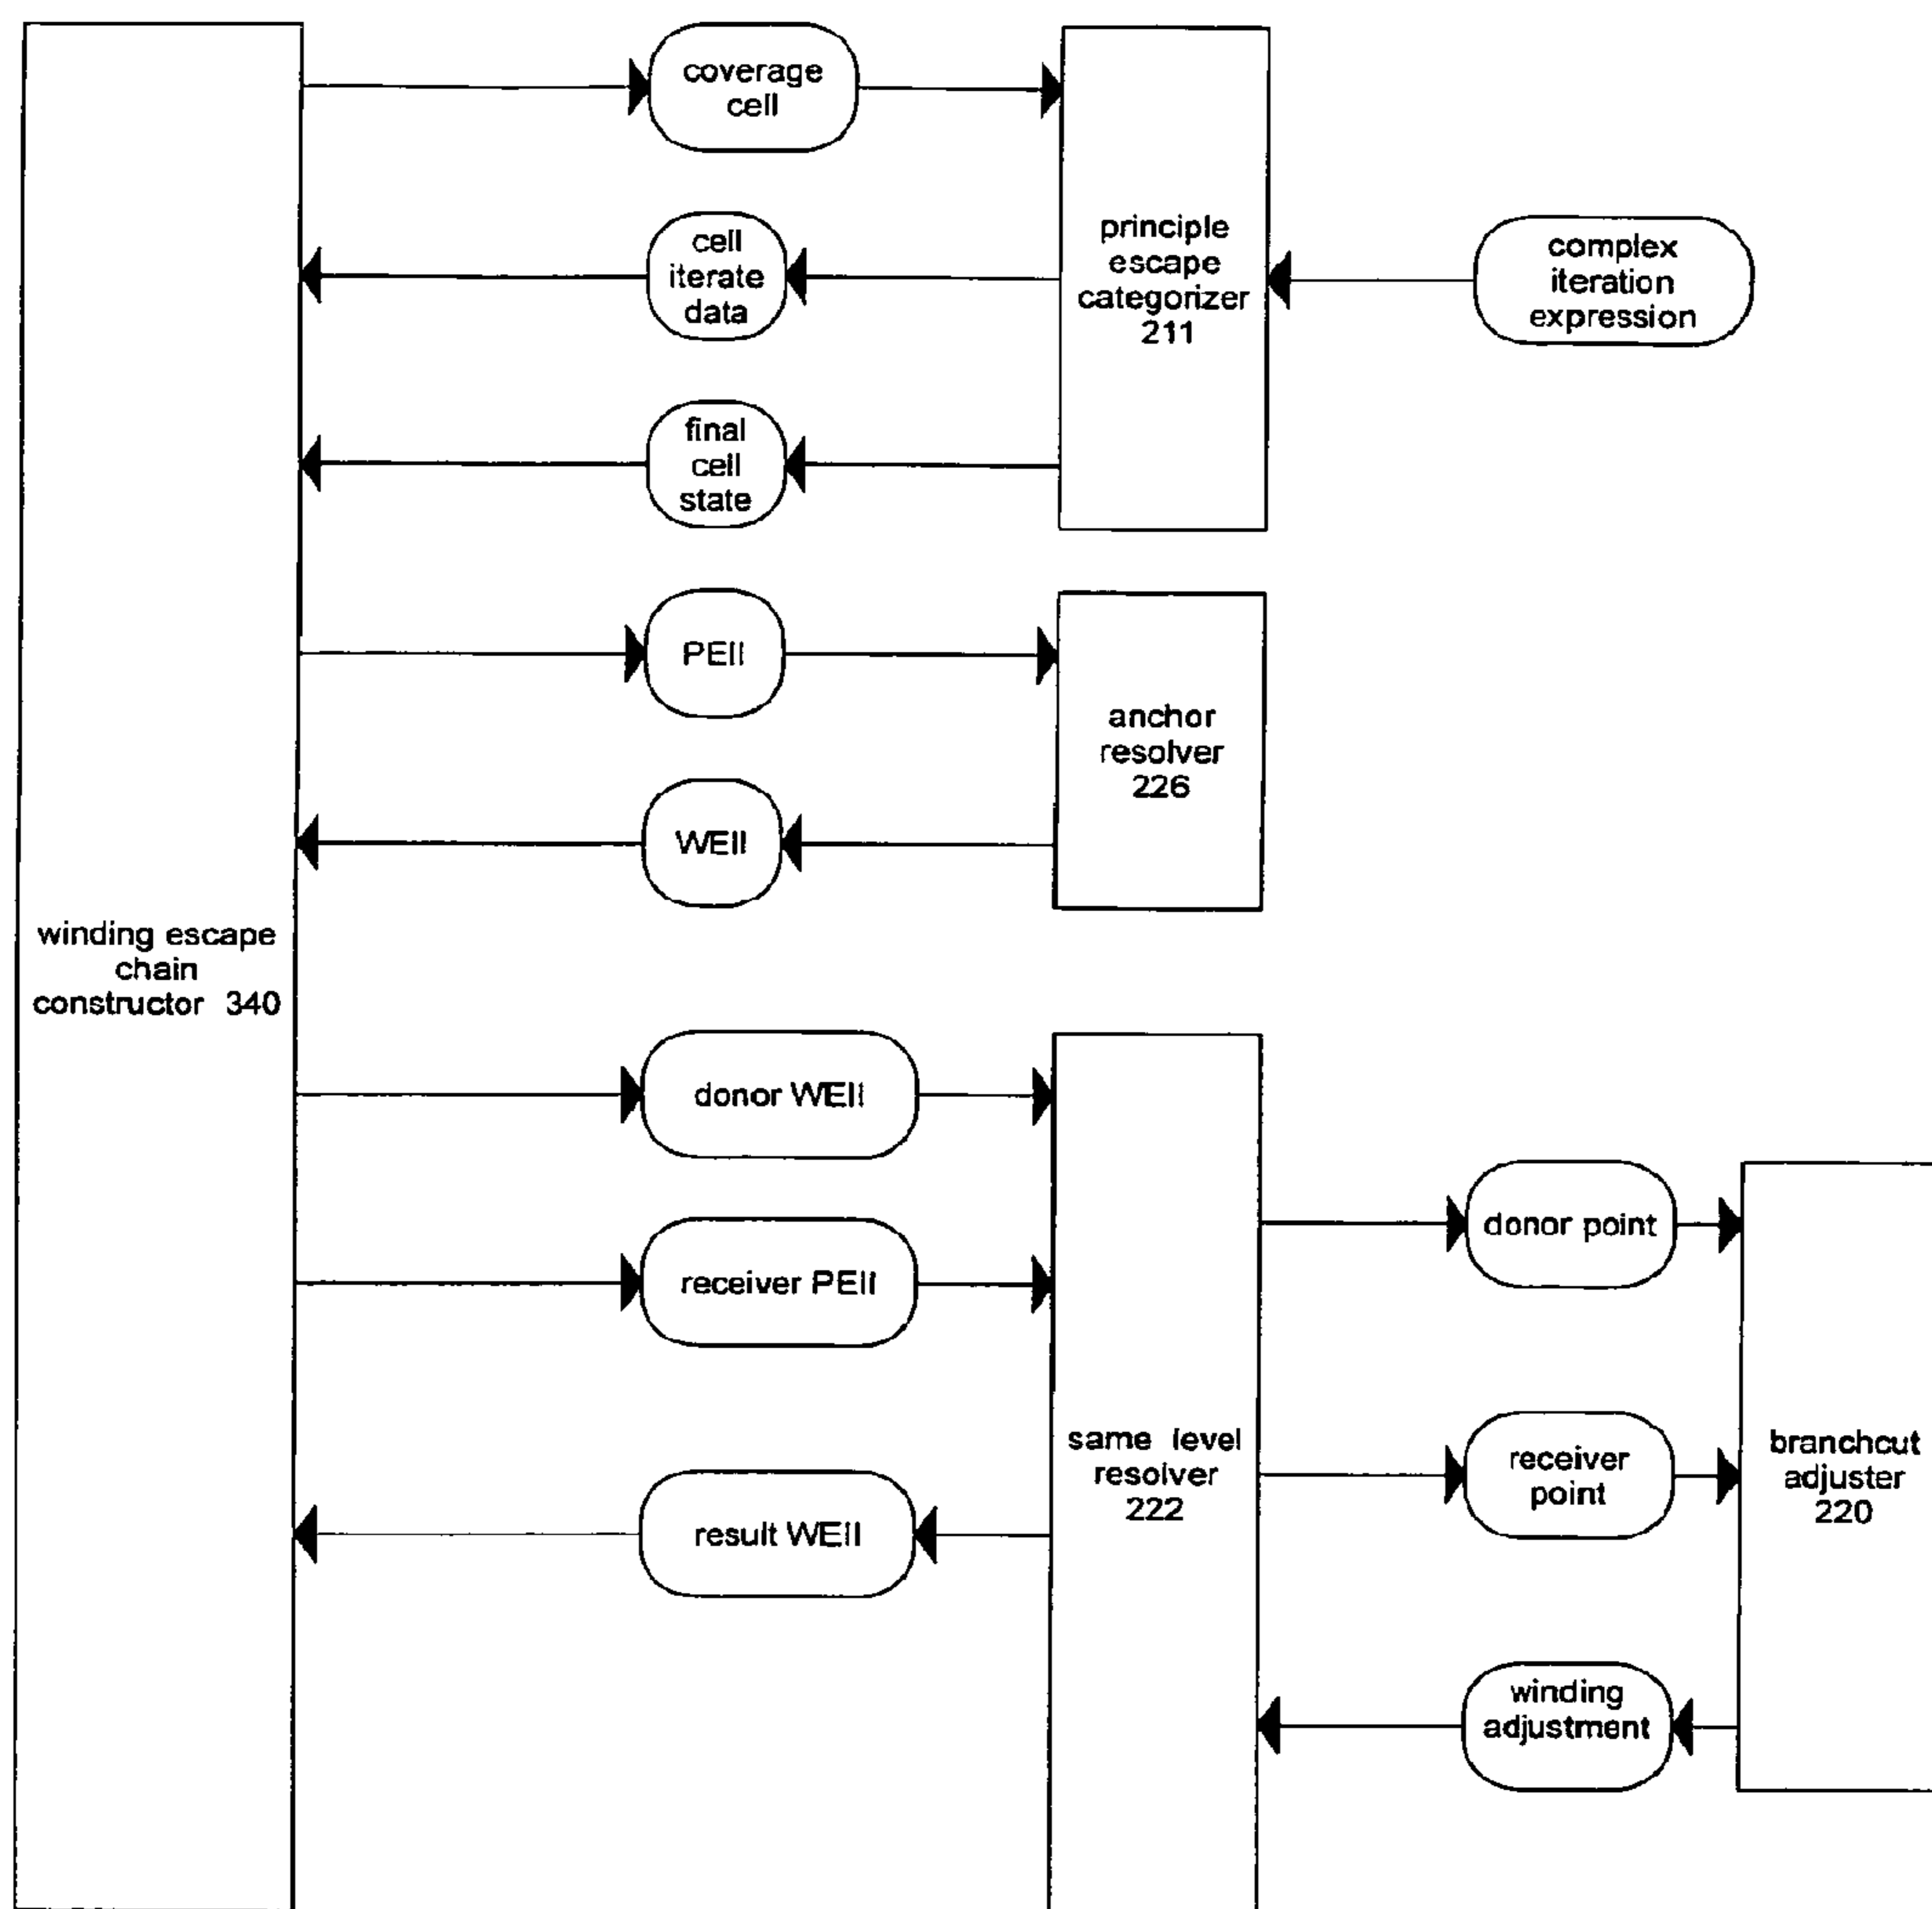 coverage
cell
cell
iterate
data
final
cell
state
principle
escape
categorizer
211
complex
iteration
expression
PEII
WEII
anchor
resolver
226
winding escape
chain
constructor 340
donor WEII
receiver PEII
result WEII
same level
resolver
222
donor point
receiver
point
winding
adjustment
branchcut
adjuster
220